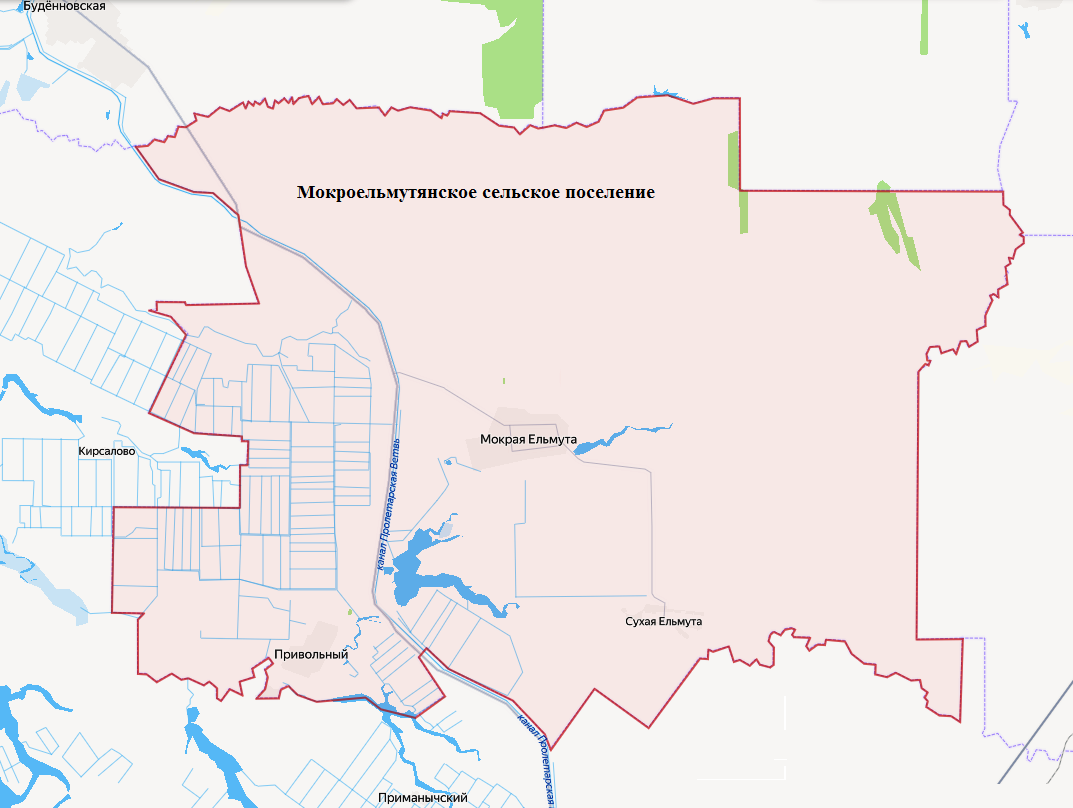 Будённовская
Мокроельмутянское сельское поселение
Мокрая Ельмута
Кирсалово
канал Пролетарская Ветвь
Сухая Ельмута
Привольный
канал Пролетарская
Приманычский